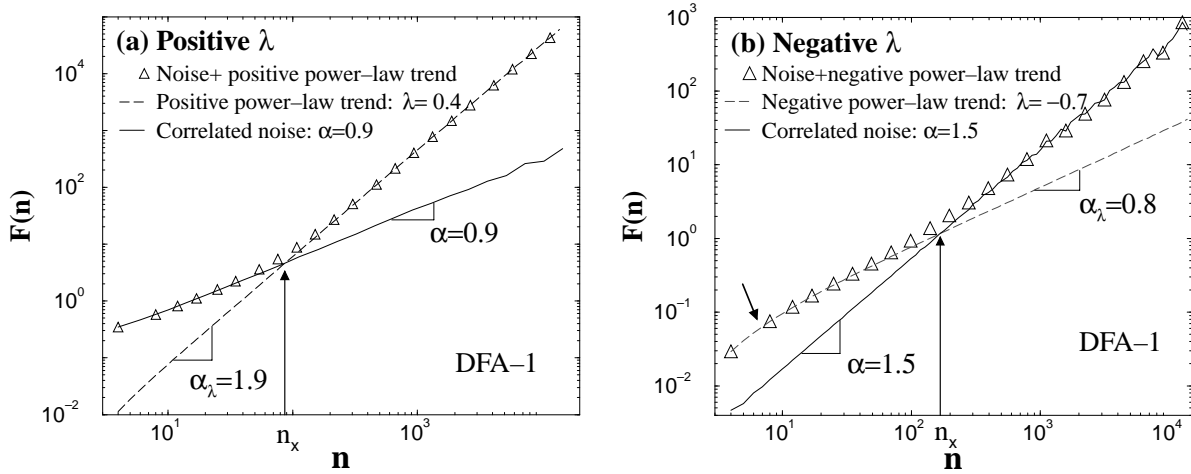 (a) Positive λ
Noise+ positive power–law trend
Positive power–law trend: λ= 0.4
Correlated noise: α=0.9
10^4
10^2
10^0
10^-2
F(n)
α=0.9
α_λ=1.9
DFA–1
10^1
n_x
10^3
n
(b) Negative λ
Noise+negative power–law trend
Negative power–law trend: λ= −0.7
Correlated noise: α=1.5
10^3
10^2
10^1
10^0
10^-1
10^-2
F(n)
α_λ=0.8
α=1.5
DFA–1
10^1
10^2
n_x
10^3
10^4
n